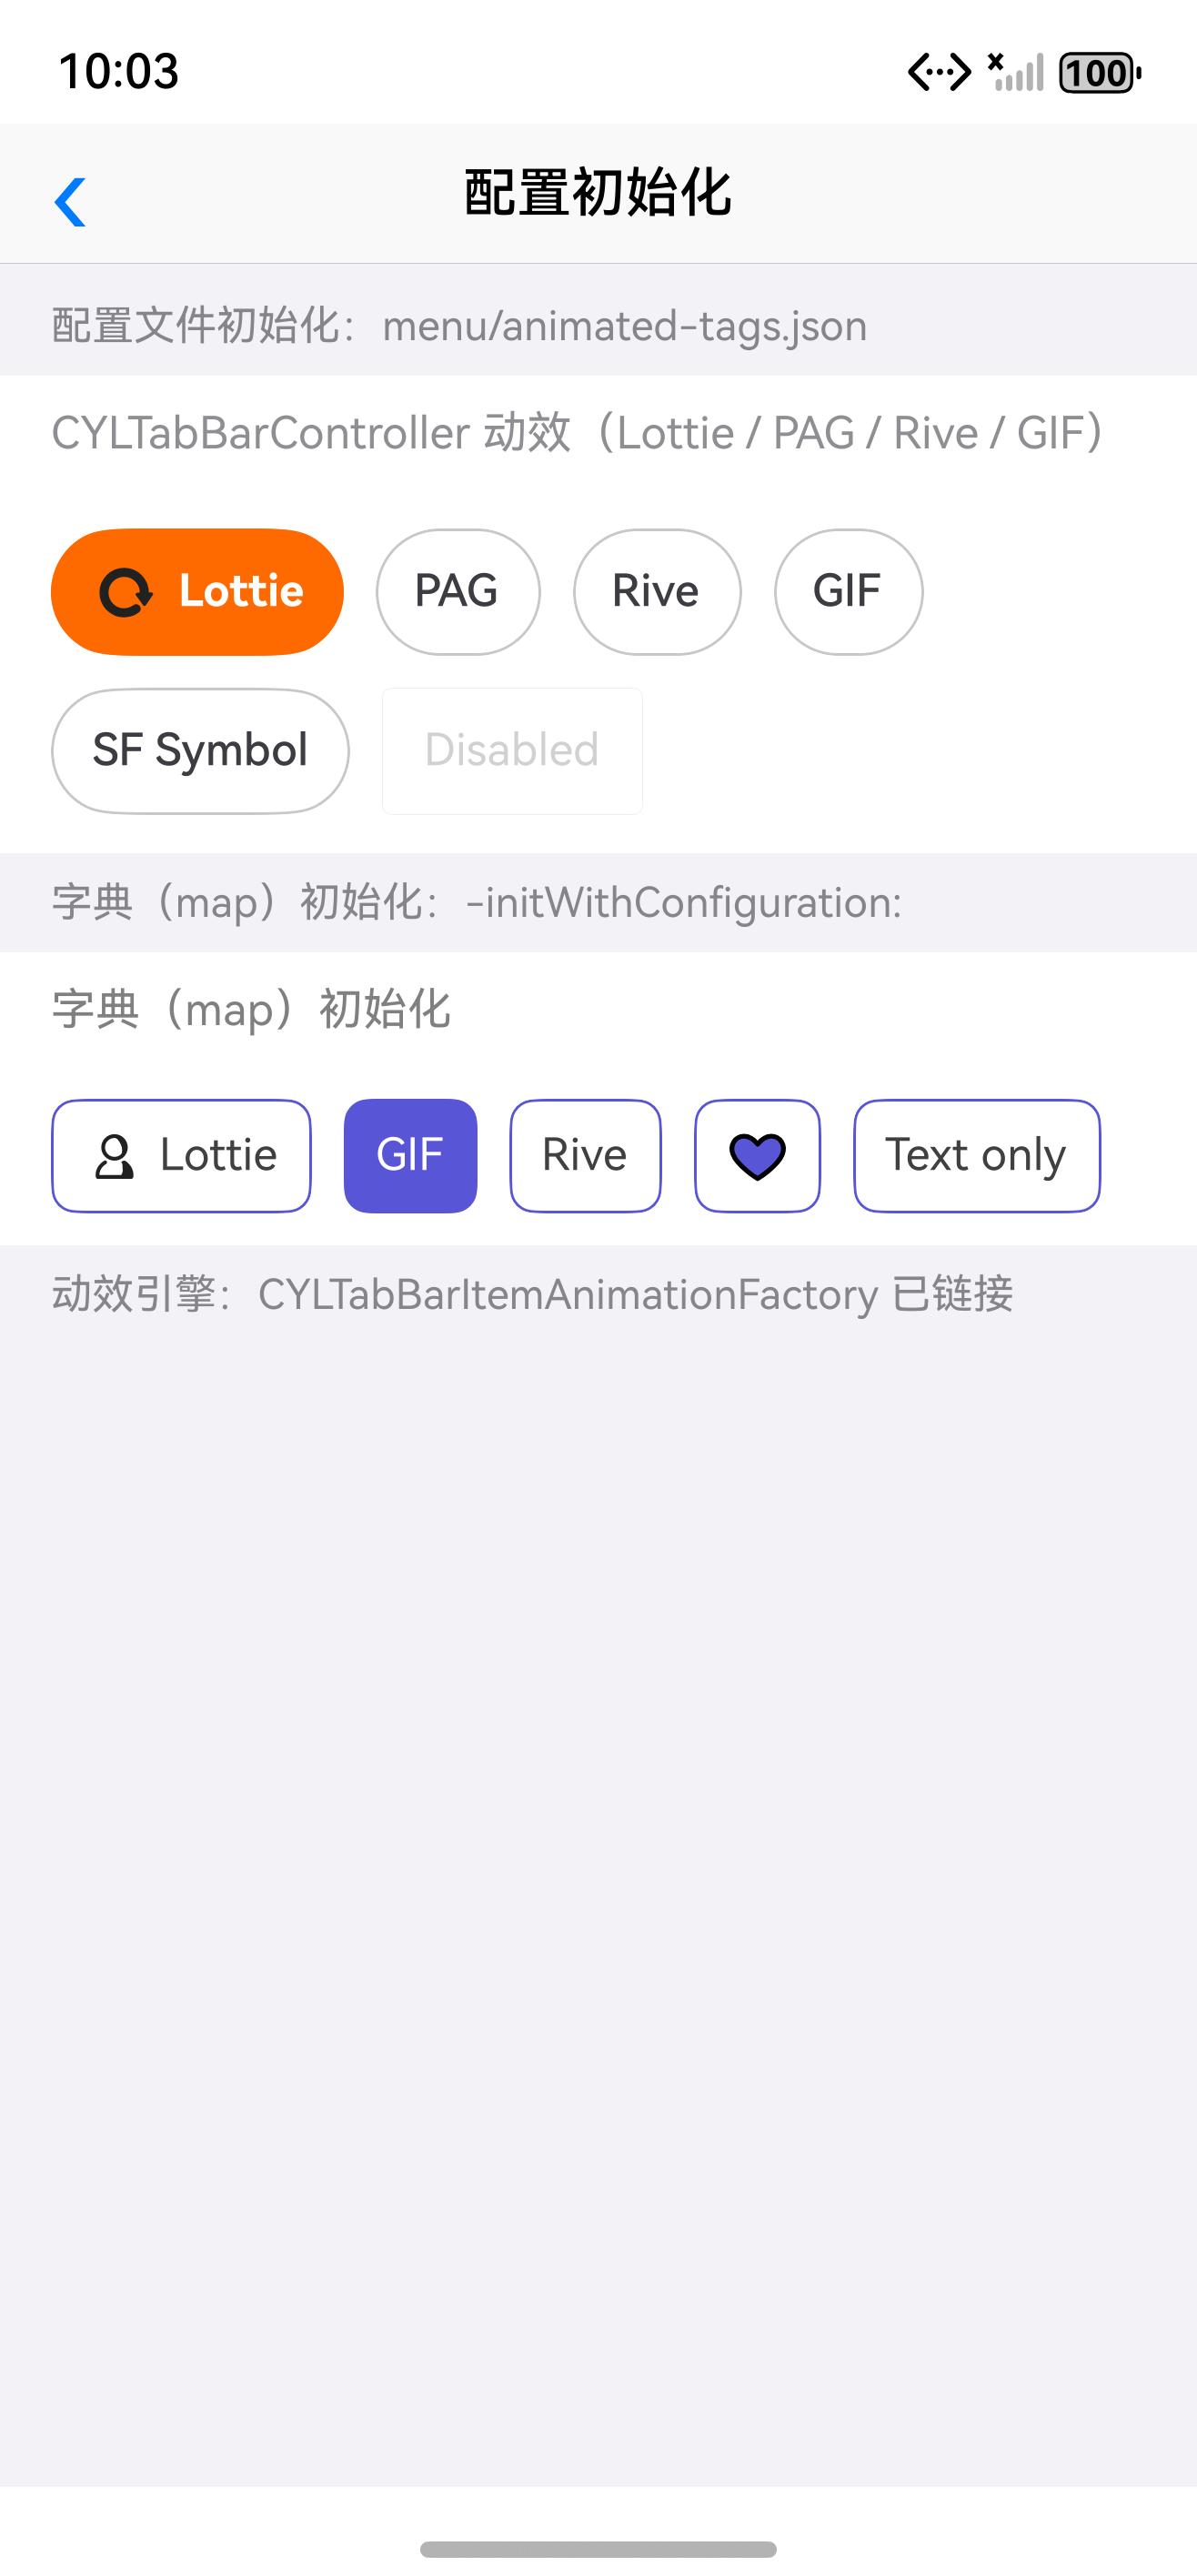 10:03
100
配置初始化
配置文件初始化：menu/animated-tags.json
CYLTabBarController 动效（Lottie / PAG / Rive / GIF）
Lottie PAG Rive GIF
SF Symbol Disabled
字典（map）初始化：-initWithConfiguration:
字典（map）初始化
Lottie GIF Rive Text only
动效引擎：CYLTabBarItemAnimationFactory 已链接